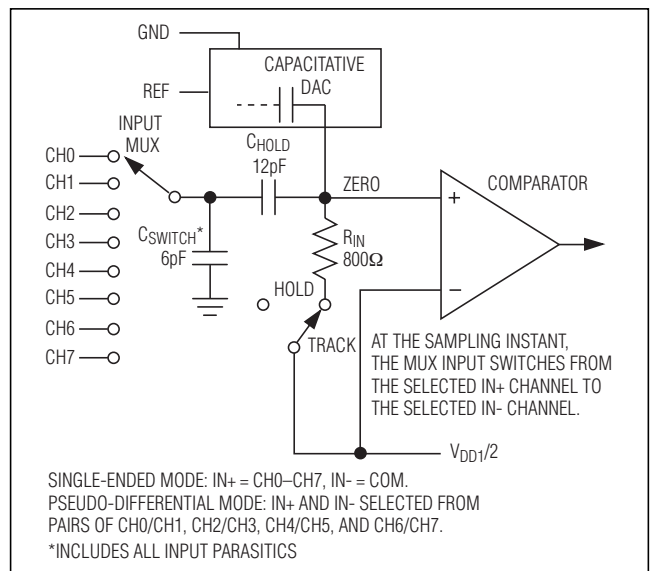 GND
CAPACITATIVE
DAC
REF
INPUT
MUX
CHOLD
12pF
ZERO
COMPARATOR
CH0
CH1
CH2
CH3
CH4
CH5
CH6
CH7
CSWITCH*
6pF
RIN
800Ω
+
−
HOLD
TRACK
AT THE SAMPLING INSTANT,
THE MUX INPUT SWITCHES FROM
THE SELECTED IN+ CHANNEL TO
THE SELECTED IN- CHANNEL.
VDD1/2
SINGLE-ENDED MODE: IN+ = CH0–CH7, IN- = COM.
PSEUDO-DIFFERENTIAL MODE: IN+ AND IN- SELECTED FROM
PAIRS OF CH0/CH1, CH2/CH3, CH4/CH5, AND CH6/CH7.
*INCLUDES ALL INPUT PARASITICS